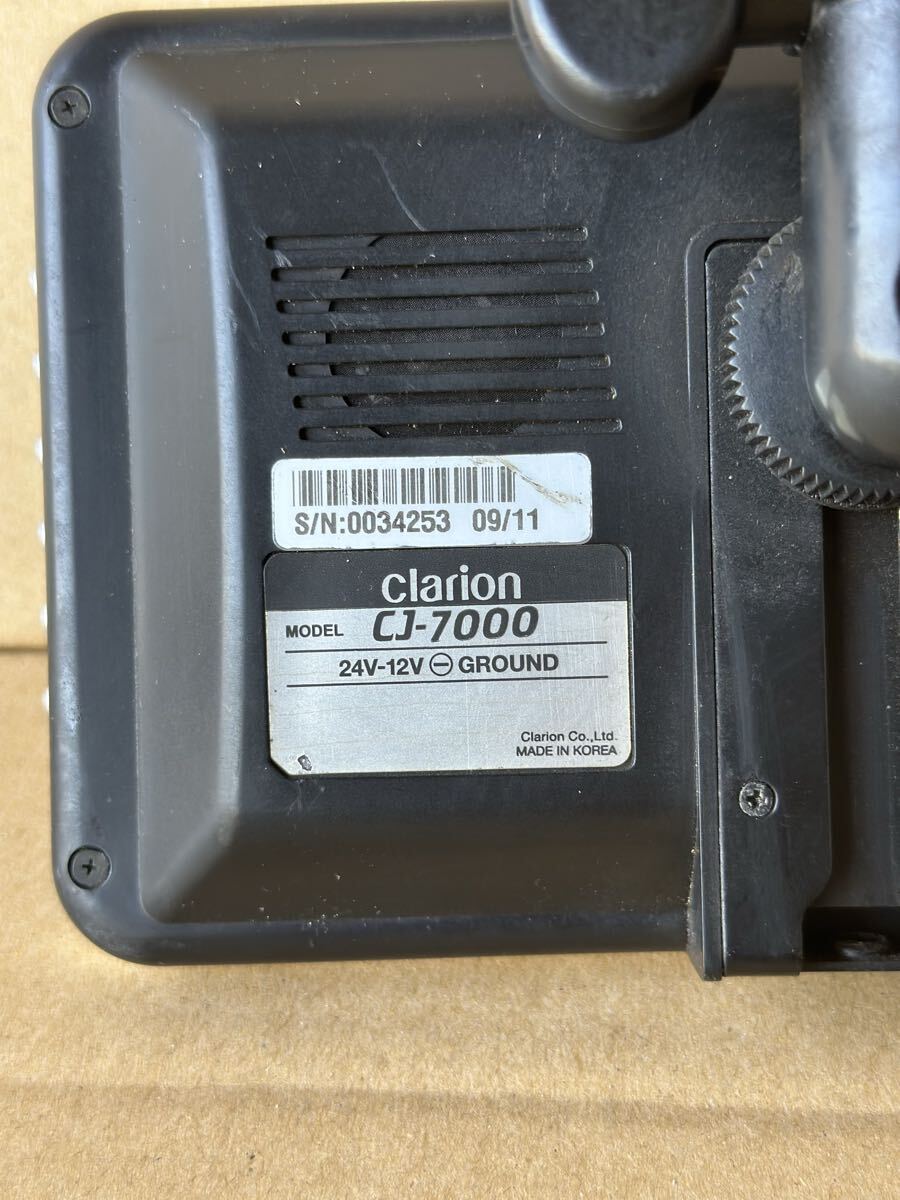 S/N:0034253 09/11
clarion
MODEL CJ-7000
24V-12V ⊖ GROUND
Clarion Co.,Ltd.
MADE IN KOREA